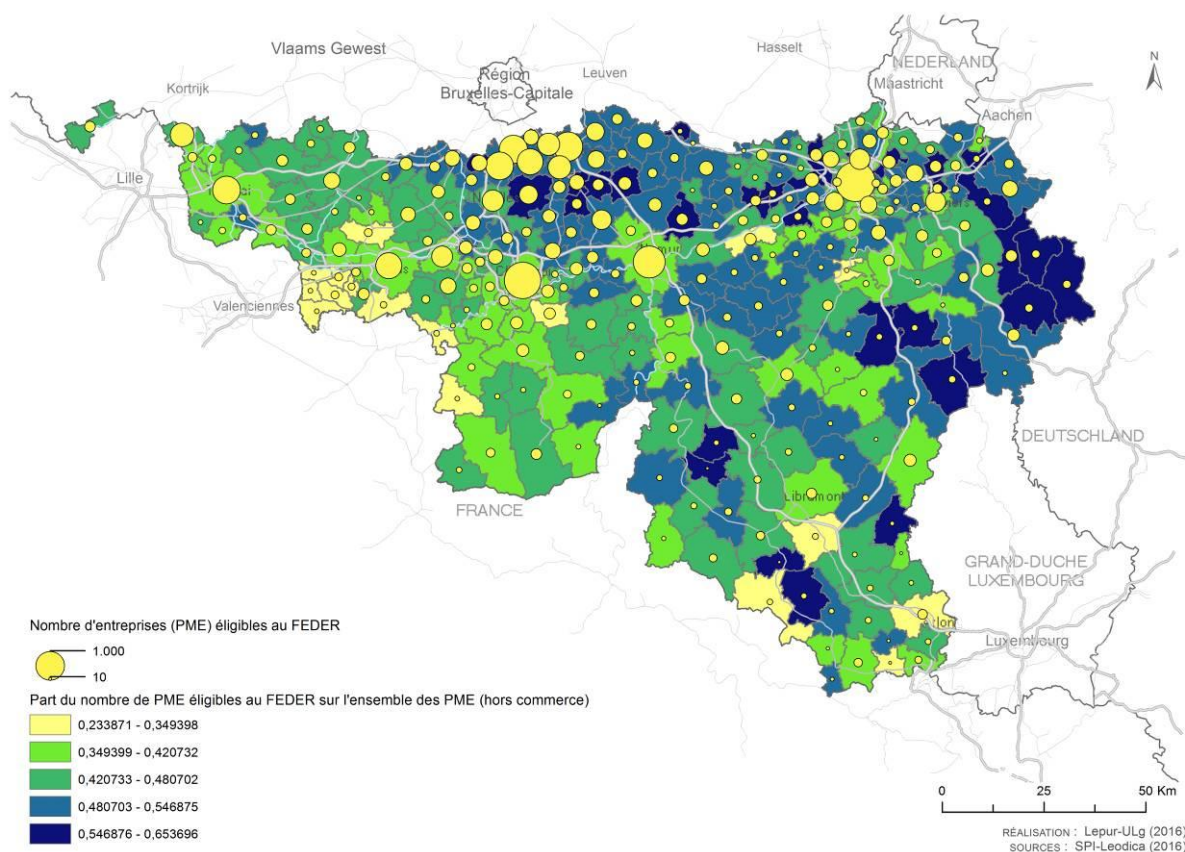 Vlaams Gewest
Hasselt
NEDERLAND
Maastricht
N
Kortrijk
Région
Bruxelles-Capitale
Leuven
Aachen
Lille
Valenciennes
DEUTSCHLAND
Libramont
FRANCE
GRAND-DUCHE
LUXEMBOURG
Luxembourg
Nombre d'entreprises (PME) éligibles au FEDER
1.000
10
Part du nombre de PME éligibles au FEDER sur l'ensemble des PME (hors commerce)
0,233871 - 0,349398
0,349399 - 0,420732
0,420733 - 0,480702
0,480703 - 0,546875
0,546876 - 0,653696
0 25 50 Km
RÉALISATION : Lepur-ULg (2016)
SOURCES : SPI-Leodica (2016)